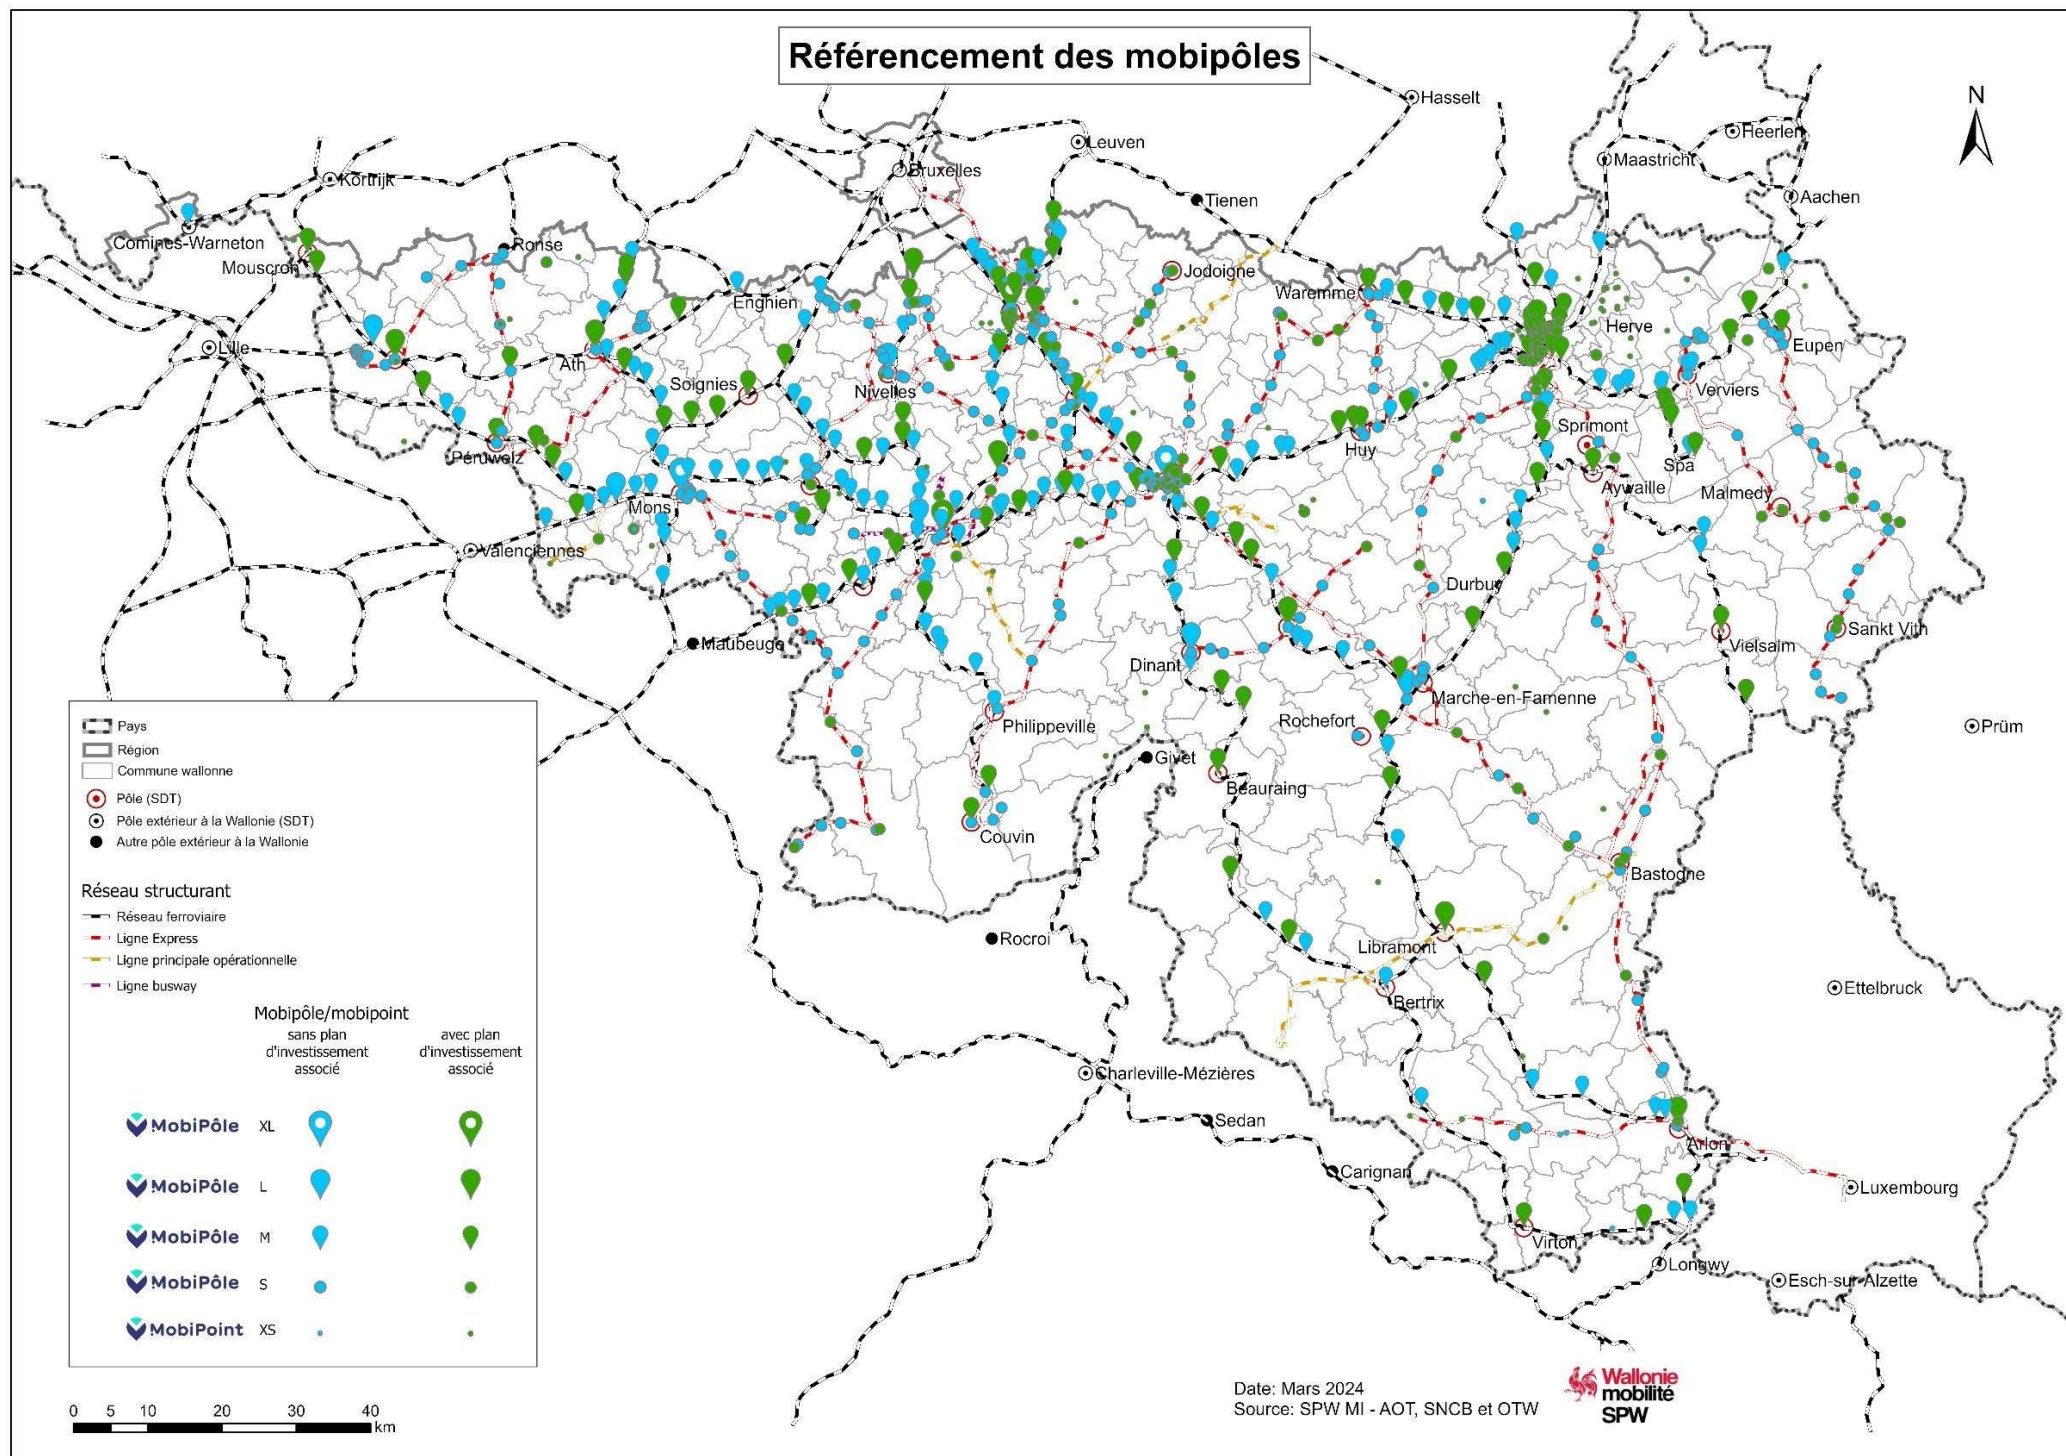 Référencement des mobipôles
N
Hasselt
Heerlen
Leuven
Maastricht
Bruxelles
Kortrijk
Aachen
Tienen
Comines-Warneton
Ronse
Mouscron
Jodoigne
Enghien
Waremme
Herve
Lille
Eupen
Ath
Soignies
Nivelles
Verviers
Sprimont
Péruwelz
Huy
Spa
Aywaille
Malmedy
Mons
Valenciennes
Durbuy
Maubeuge
Sankt Vith
Vielsalm
Dinant
Marche-en-Famenne
Rochefort
Philippeville
Prüm
Givet
Beauraing
Couvin
Bastogne
Rocroi
Libramont
Ettelbruck
Bertrix
Charleville-Mézières
Sedan
Arlon
Carignan
Luxembourg
Virton
Longwy
Esch-sur-Alzette
Pays
Région
Commune wallonne
Pôle (SDT)
Pôle extérieur à la Wallonie (SDT)
Autre pôle extérieur à la Wallonie
Réseau structurant
Réseau ferroviaire
Ligne Express
Ligne principale opérationnelle
Ligne busway
Mobipôle/mobipoint
sans plan d'investissement associé
avec plan d'investissement associé
MobiPôle XL
MobiPôle L
MobiPôle M
MobiPôle S
MobiPoint XS
0 5 10 20 30 40 km
Date: Mars 2024
Source: SPW MI - AOT, SNCB et OTW
Wallonie
mobilité
SPW